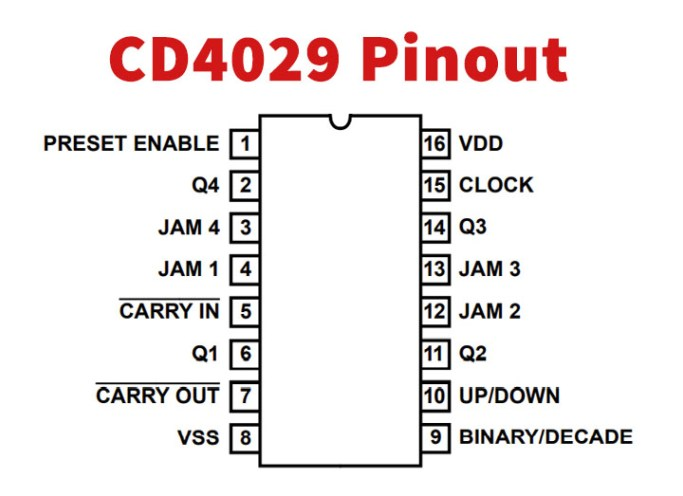 CD4029 Pinout
PRESET ENABLE 1 16 VDD
Q4 2 15 CLOCK
JAM 4 3 14 Q3
JAM 1 4 13 JAM 3
CARRY IN 5 12 JAM 2
Q1 6 11 Q2
CARRY OUT 7 10 UP/DOWN
VSS 8 9 BINARY/DECADE